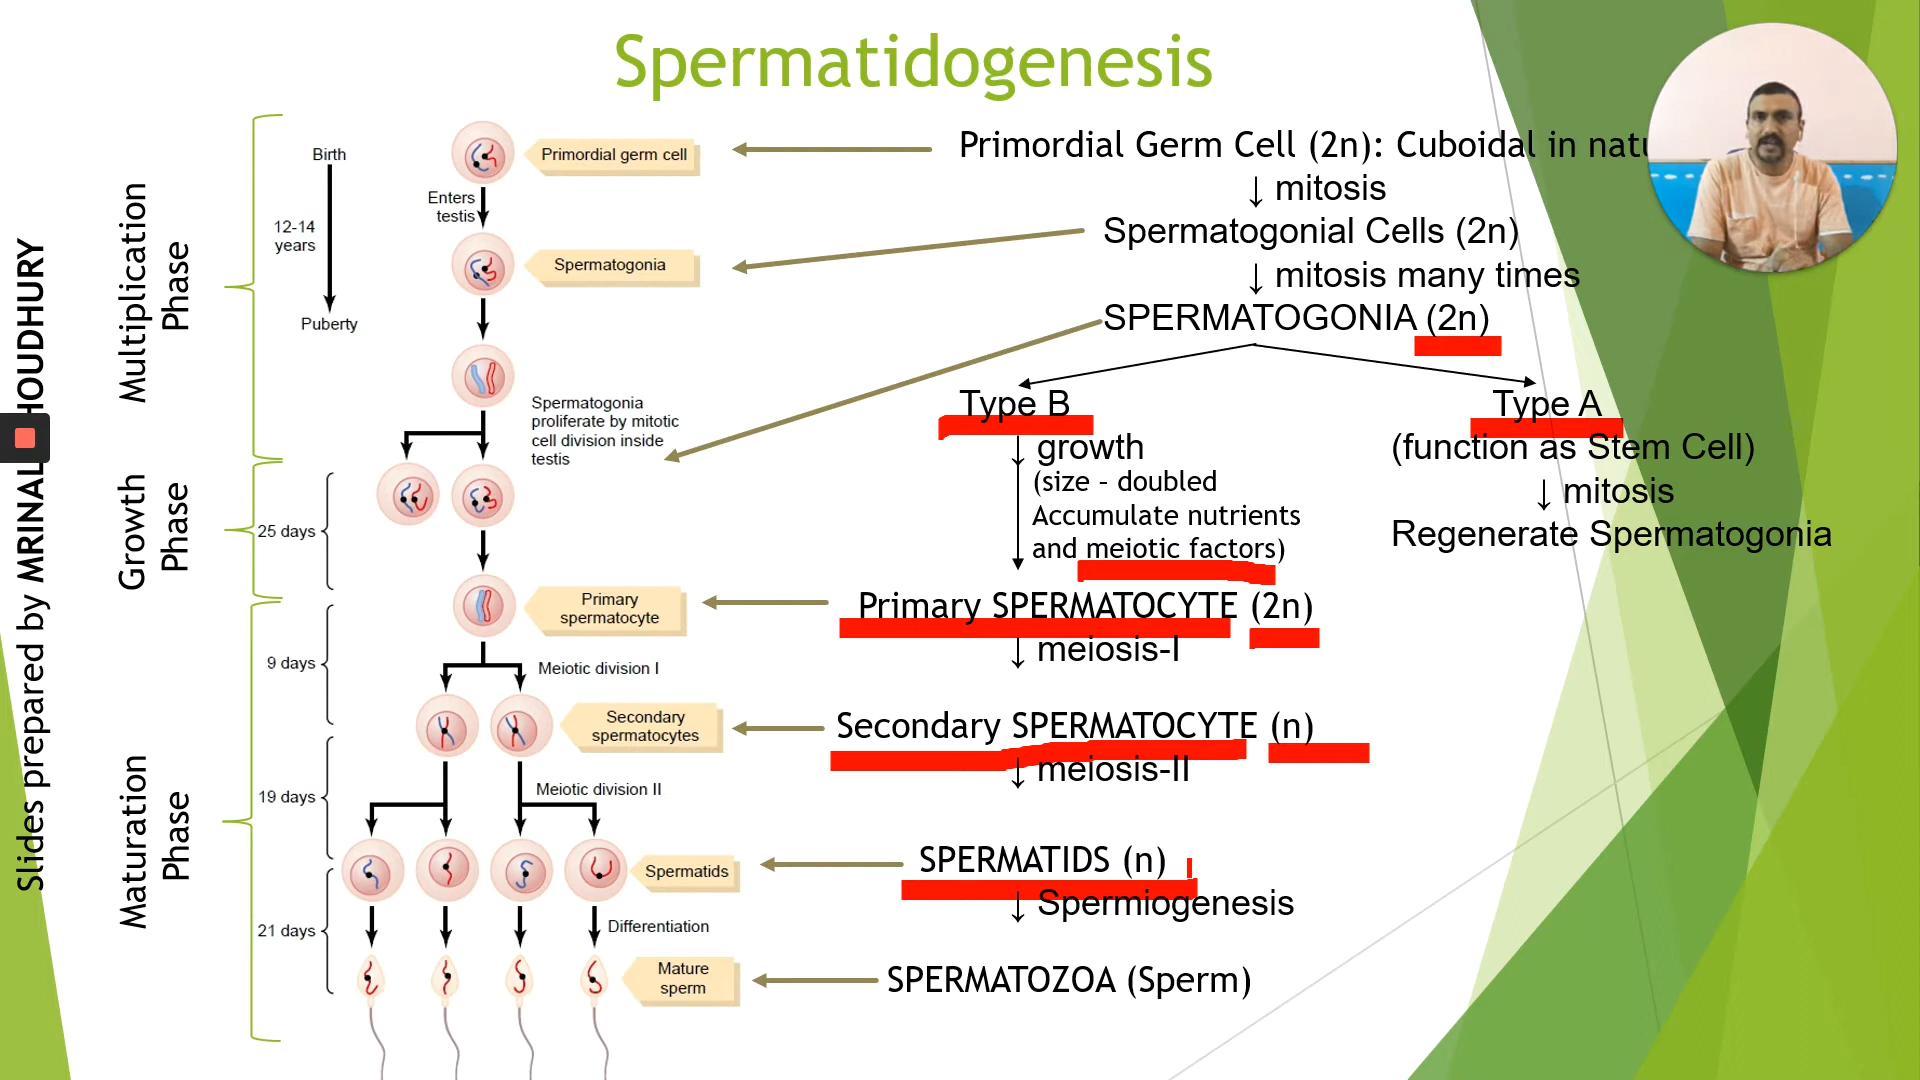 Spermatidogenesis
Slides prepared by MRINAL HOUDHURY
Multiplication
Phase
Growth
Phase
Maturation
Phase
Birth
12-14
years
Puberty
25 days
9 days
19 days
21 days
Primordial germ cell
Enters
testis
Spermatogonia
Spermatogonia
proliferate by mitotic
cell division inside
testis
Primary
spermatocyte
Meiotic division I
Secondary
spermatocytes
Meiotic division II
Spermatids
Differentiation
Mature
sperm
Primordial Germ Cell (2n): Cuboidal in
↓ mitosis
Spermatogonial Cells (2n)
↓ mitosis many times
SPERMATOGONIA (2n)
Type B
↓ growth
(size – doubled
Accumulate nutrients
and meiotic factors)
Type A
(function as Stem Cell)
↓ mitosis
Regenerate Spermatogonia
Primary SPERMATOCYTE (2n)
↓ meiosis-I
Secondary SPERMATOCYTE (n)
↓ meiosis-II
SPERMATIDS (n)
↓ Spermiogenesis
SPERMATOZOA (Sperm)